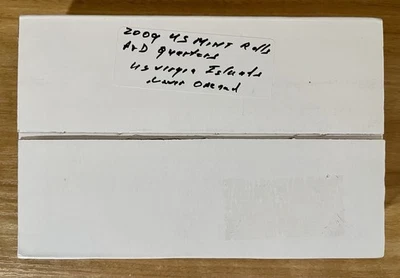 2009 US MINT Rolls
P&D Quarters
US Virgin Islands
Never Opened